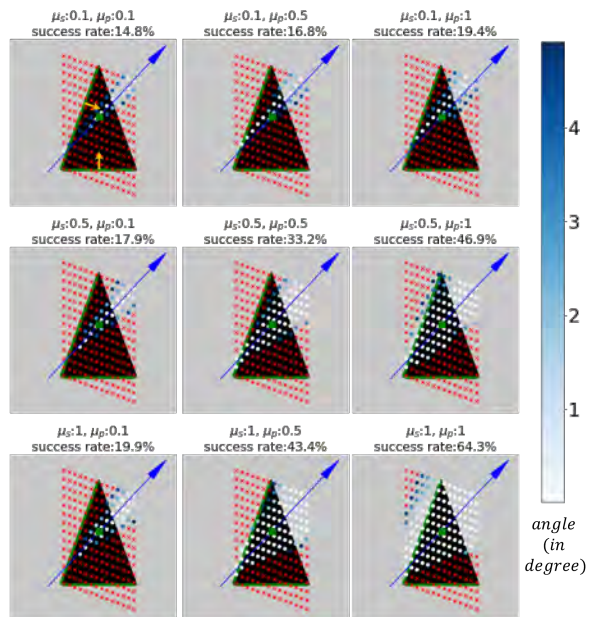 μₛ:0.1, μₚ:0.1
success rate:14.8%
μₛ:0.1, μₚ:0.5
success rate:16.8%
μₛ:0.1, μₚ:1
success rate:19.4%
μₛ:0.5, μₚ:0.1
success rate:17.9%
μₛ:0.5, μₚ:0.5
success rate:33.2%
μₛ:0.5, μₚ:1
success rate:46.9%
μₛ:1, μₚ:0.1
success rate:19.9%
μₛ:1, μₚ:0.5
success rate:43.4%
μₛ:1, μₚ:1
success rate:64.3%
4
3
2
1
angle
(in
degree)